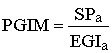 PGIM = SPa
EGIa